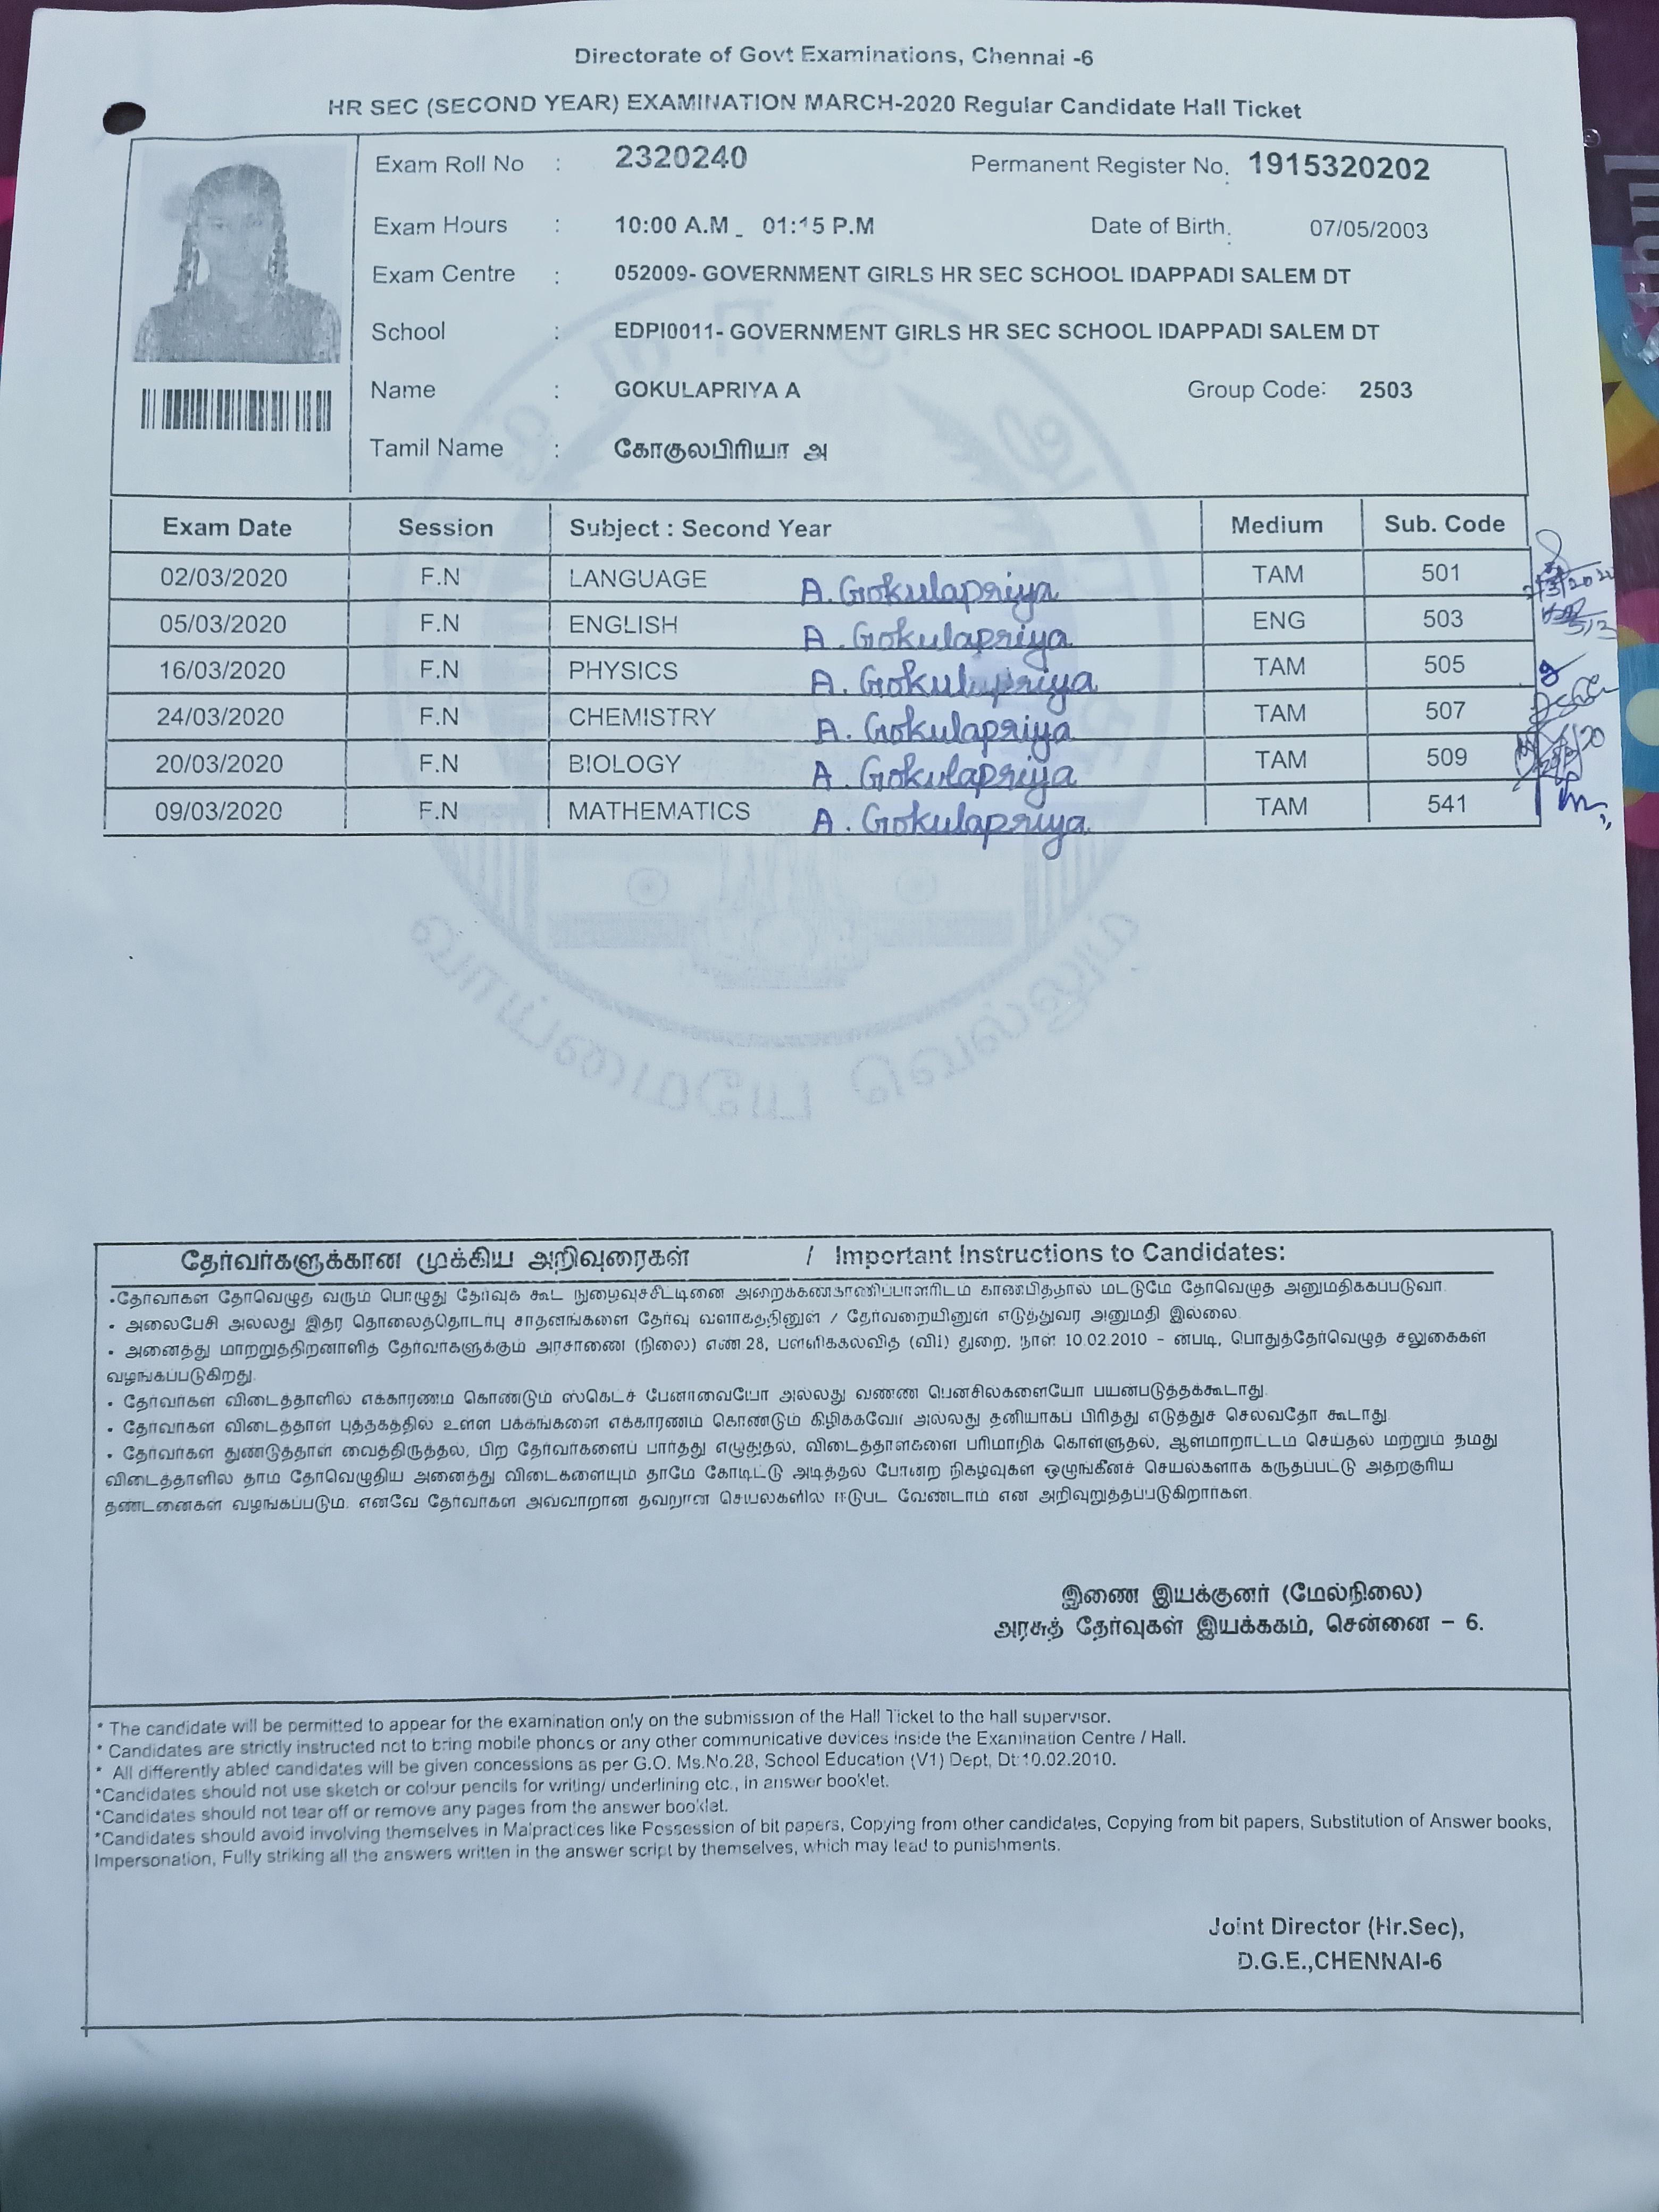 Directorate of Govt Examinations, Chennai -6
HR SEC (SECOND YEAR) EXAMINATION MARCH-2020 Regular Candidate Hall Ticket
Exam Roll No : 2320240 Permanent Register No. : 1915320202
Exam Hours : 10:00 A.M - 01:15 P.M Date of Birth : 07/05/2003
Exam Centre : 052009- GOVERNMENT GIRLS HR SEC SCHOOL IDAPPADI SALEM DT
School : EDPI0011- GOVERNMENT GIRLS HR SEC SCHOOL IDAPPADI SALEM DT
Name : GOKULAPRIYA A Group Code: 2503
Tamil Name : கோகுலபிரியா அ
Exam Date Session Subject : Second Year Medium Sub. Code
02/03/2020 F.N LANGUAGE A. Gokulapriya TAM 501
05/03/2020 F.N ENGLISH A. Gokulapriya ENG 503
16/03/2020 F.N PHYSICS A. Gokulapriya TAM 505
24/03/2020 F.N CHEMISTRY A. Gokulapriya TAM 507
20/03/2020 F.N BIOLOGY A. Gokulapriya TAM 509
09/03/2020 F.N MATHEMATICS A. Gokulapriya TAM 541
தேர்வர்களுக்கான முக்கிய அறிவுரைகள் / Important Instructions to Candidates:
•தேர்வர்கள் தேர்வெழுத வரும் பொழுது தேர்வுக் கூட நுழைவுச்சீட்டினை அறைக்கண்காணிப்பாளரிடம் காண்பித்தால் மட்டுமே தேர்வெழுத அனுமதிக்கப்படுவர்.
• அலைபேசி அல்லது இதர தொலைத்தொடர்பு சாதனங்களை தேர்வு வளாகத்தினுள் / தேர்வறையினுள் எடுத்துவர அனுமதி இல்லை.
• அனைத்து மாற்றுத்திறனாளித் தேர்வர்களுக்கும் அரசாணை (நிலை) எண்.28, பள்ளிக்கல்வித் (வி1) துறை, நாள் 10.02.2010 – ன்படி, பொதுத்தேர்வெழுத சலுகைகள்
வழங்கப்படுகிறது.
• தேர்வர்கள் விடைத்தாளில் எக்காரணம் கொண்டும் ஸ்கெட்ச் பேனாவையோ அல்லது வண்ண பென்சில்களையோ பயன்படுத்தக்கூடாது.
• தேர்வர்கள் விடைத்தாள் புத்தகத்தில் உள்ள பக்கங்களை எக்காரணம் கொண்டும் கிழிக்கவோ அல்லது தனியாகப் பிரித்து எடுத்துச் செல்வதோ கூடாது.
• தேர்வர்கள் துண்டுத்தாள் வைத்திருத்தல், பிற தேர்வர்களைப் பார்த்து எழுதுதல், விடைத்தாள்களை பரிமாறிக் கொள்ளுதல், ஆள்மாறாட்டம் செய்தல் மற்றும் தமது
விடைத்தாளில் தாம் தேர்வெழுதிய அனைத்து விடைகளையும் தாமே கோடிட்டு அடித்தல் போன்ற நிகழ்வுகள் ஒழுங்கீனச் செயல்களாக கருதப்பட்டு அதற்குரிய
தண்டனைகள் வழங்கப்படும். எனவே தேர்வர்கள் அவ்வாறான தவறான செயல்களில் ஈடுபட வேண்டாம் என அறிவுறுத்தப்படுகிறார்கள்.
இணை இயக்குனர் (மேல்நிலை)
அரசுத் தேர்வுகள் இயக்ககம், சென்னை – 6.
* The candidate will be permitted to appear for the examination only on the submission of the Hall Ticket to the hall supervisor.
* Candidates are strictly instructed not to bring mobile phones or any other communicative devices inside the Examination Centre / Hall.
* All differently abled candidates will be given concessions as per G.O. Ms.No.28, School Education (V1) Dept, Dt:10.02.2010.
*Candidates should not use sketch or colour pencils for writing/ underlining etc., in answer booklet.
*Candidates should not tear off or remove any pages from the answer booklet.
*Candidates should avoid involving themselves in Malpractices like Possession of bit papers, Copying from other candidates, Copying from bit papers, Substitution of Answer books,
Impersonation, Fully striking all the answers written in the answer script by themselves, which may lead to punishments.
Joint Director (Hr.Sec),
D.G.E.,CHENNAI-6